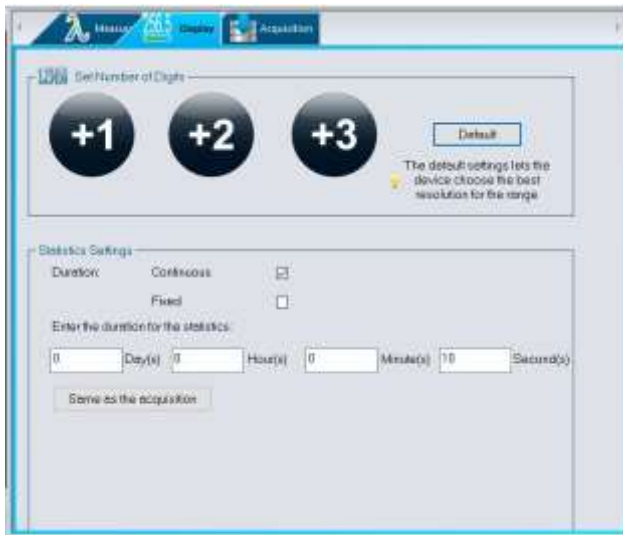 λ Measur 256.5 Display Acquisition
Set Number of Digits
+1 +2 +3
Default
The default settings lets the
device choose the best
resolution for the range
Statistics Settings
Duration: Continuous
Fixed
Enter the duration for the statistics:
0 Day(s) 0 Hour(s) 0 Minute(s) 10 Second(s)
Same as the acquisition